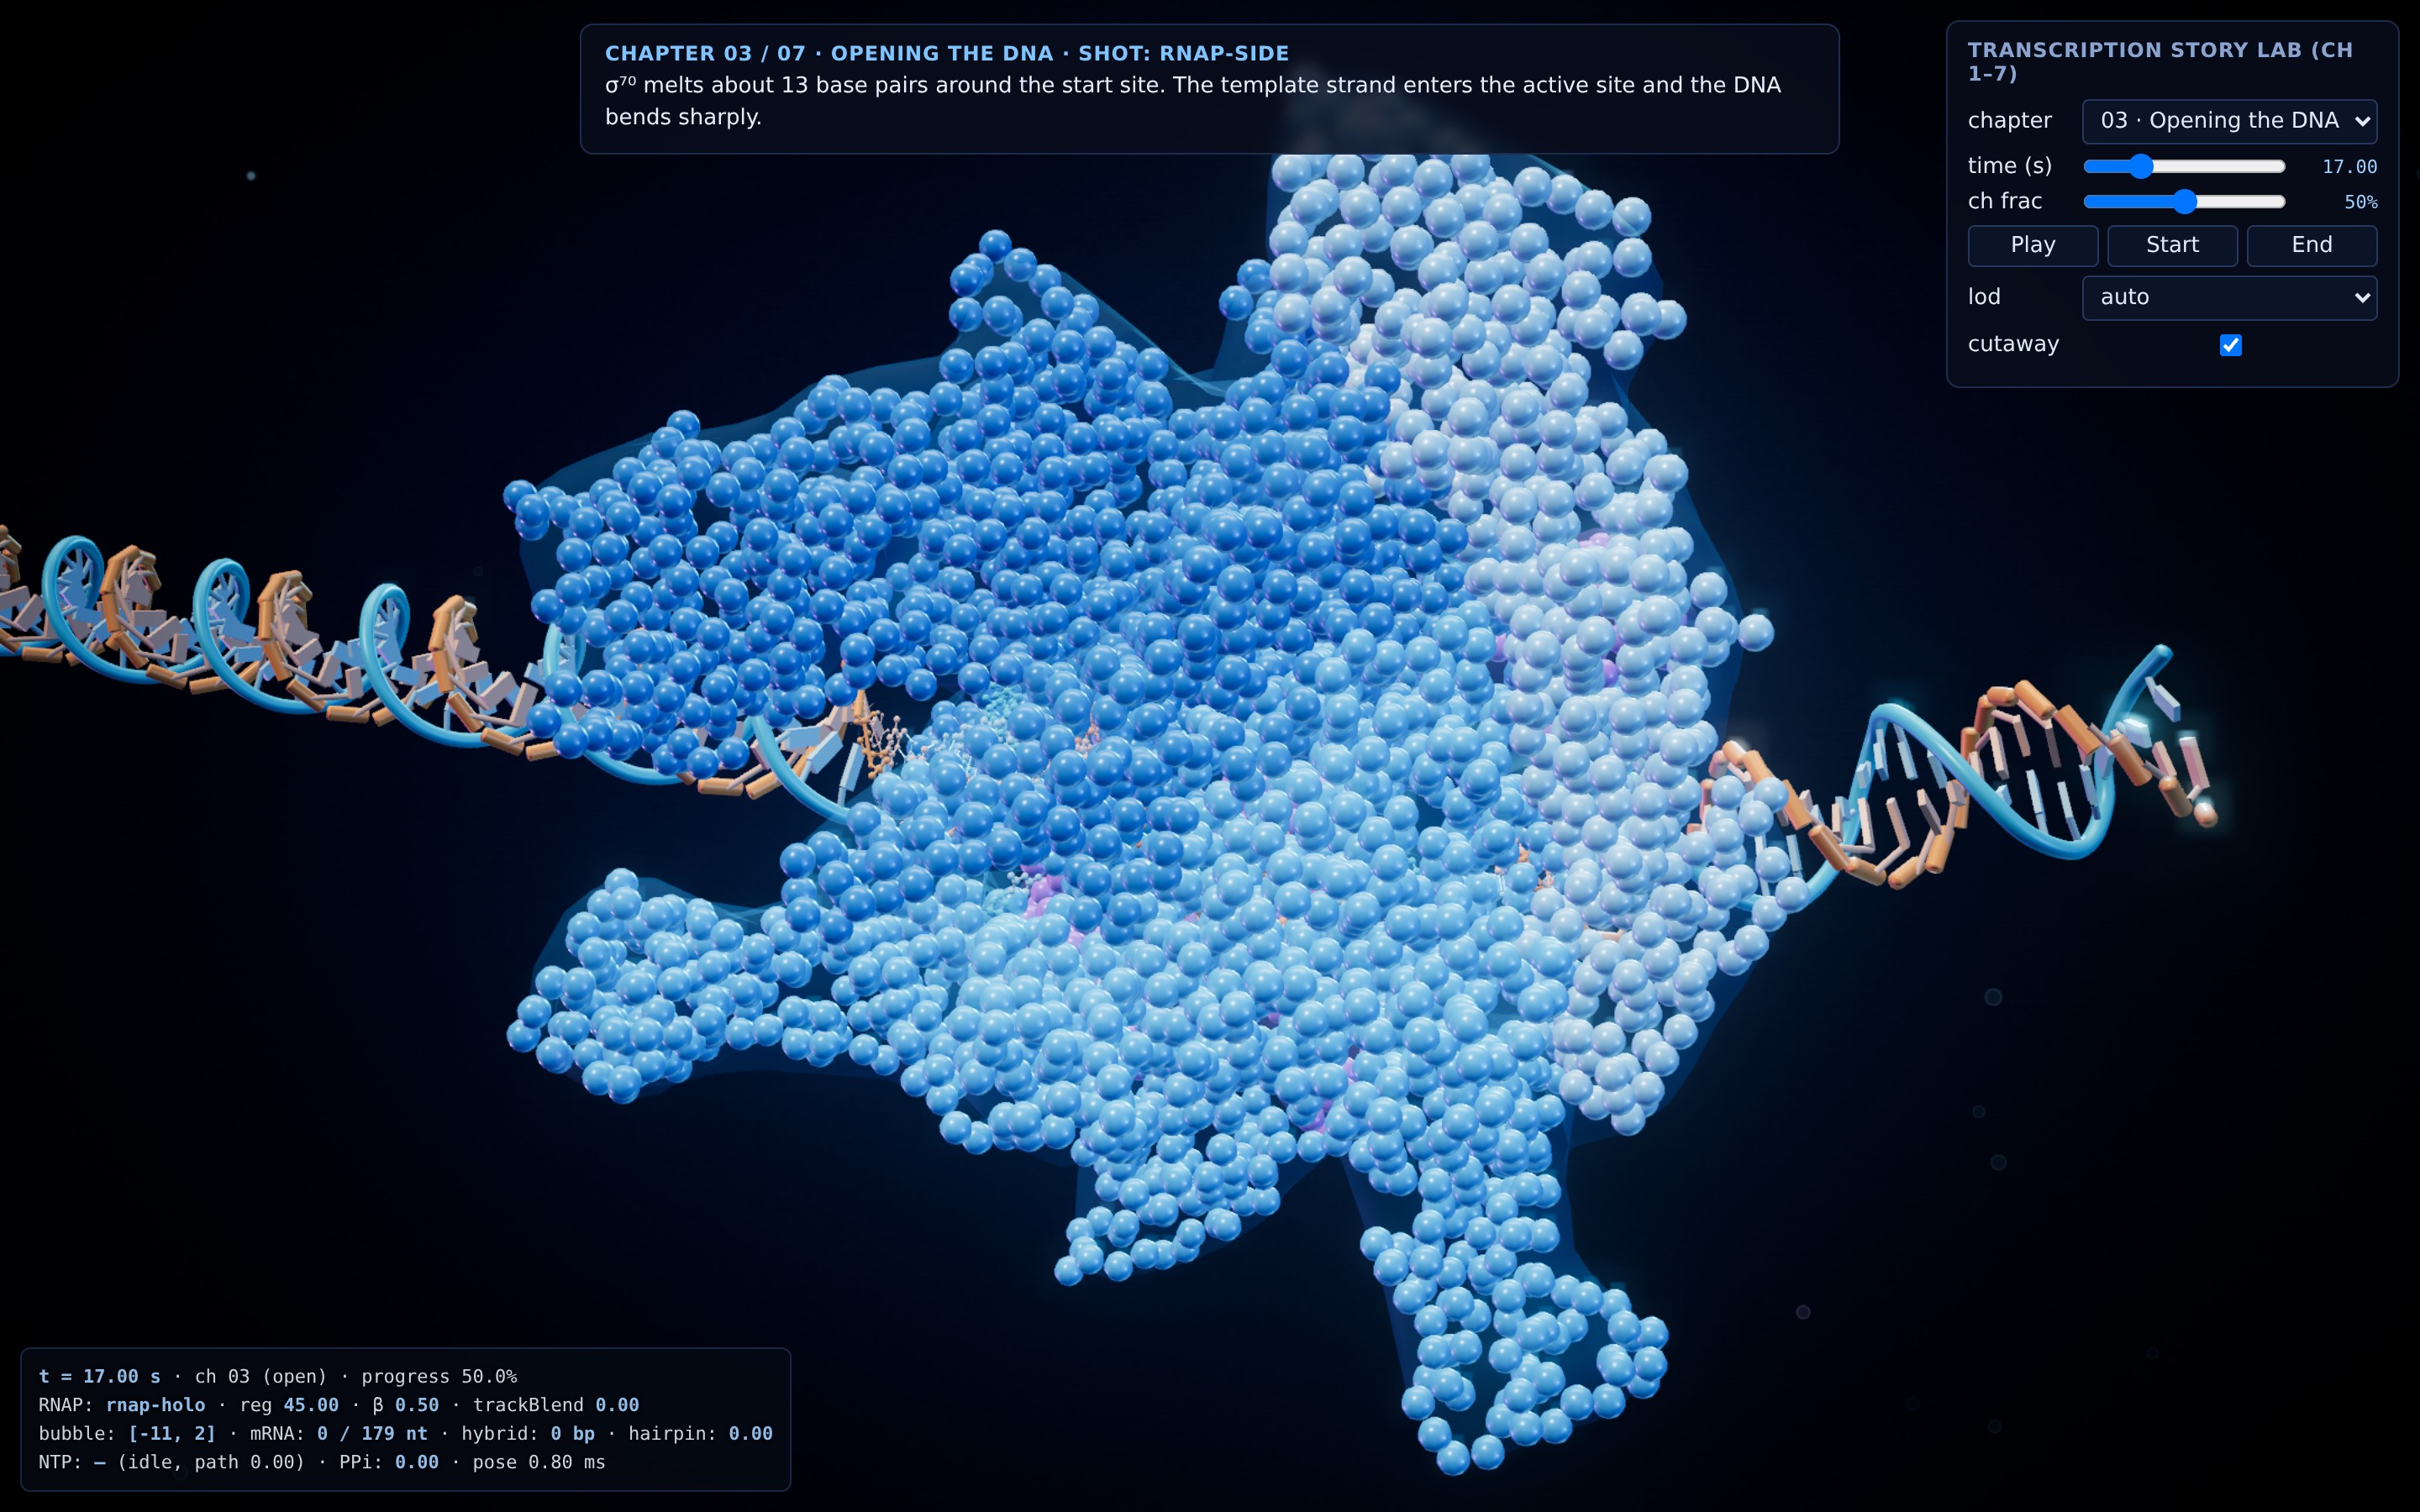 CHAPTER 03 / 07 · OPENING THE DNA · SHOT: RNAP-SIDE
σ⁷⁰ melts about 13 base pairs around the start site. The template strand enters the active site and the DNA
bends sharply.
TRANSCRIPTION STORY LAB (CH
1–7)
chapter 03 · Opening the DNA
time (s) 17.00
ch frac 50%
Play Start End
lod auto
cutaway
t = 17.00 s · ch 03 (open) · progress 50.0%
RNAP: rnap-holo · reg 45.00 · β 0.50 · trackBlend 0.00
bubble: [-11, 2] · mRNA: 0 / 179 nt · hybrid: 0 bp · hairpin: 0.00
NTP: — (idle, path 0.00) · PPi: 0.00 · pose 0.80 ms